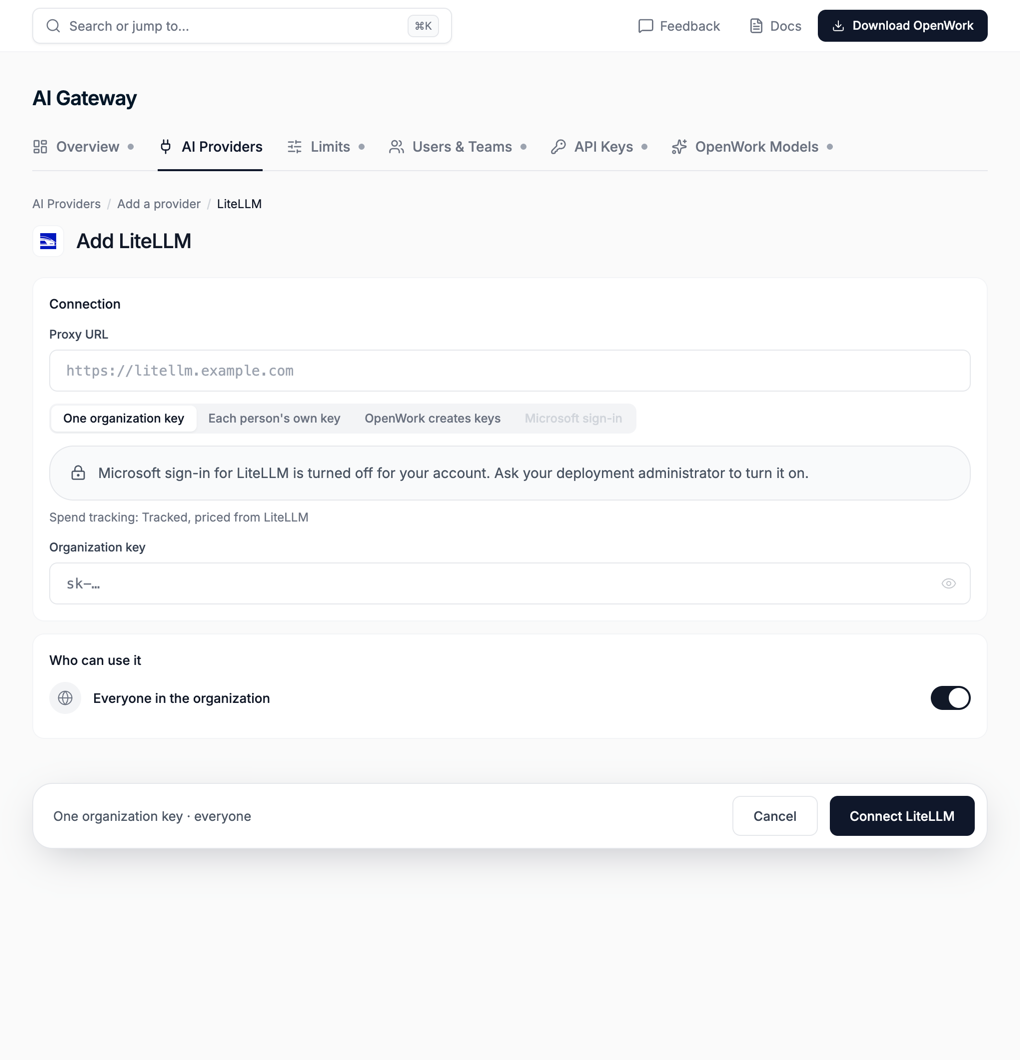 Search or jump to... ⌘K Feedback Docs Download OpenWork
AI Gateway
Overview AI Providers Limits Users & Teams API Keys OpenWork Models
AI Providers / Add a provider / LiteLLM
Add LiteLLM
Connection
Proxy URL
https://litellm.example.com
One organization key Each person's own key OpenWork creates keys Microsoft sign-in
Microsoft sign-in for LiteLLM is turned off for your account. Ask your deployment administrator to turn it on.
Spend tracking: Tracked, priced from LiteLLM
Organization key
sk-…
Who can use it
Everyone in the organization
One organization key · everyone Cancel Connect LiteLLM